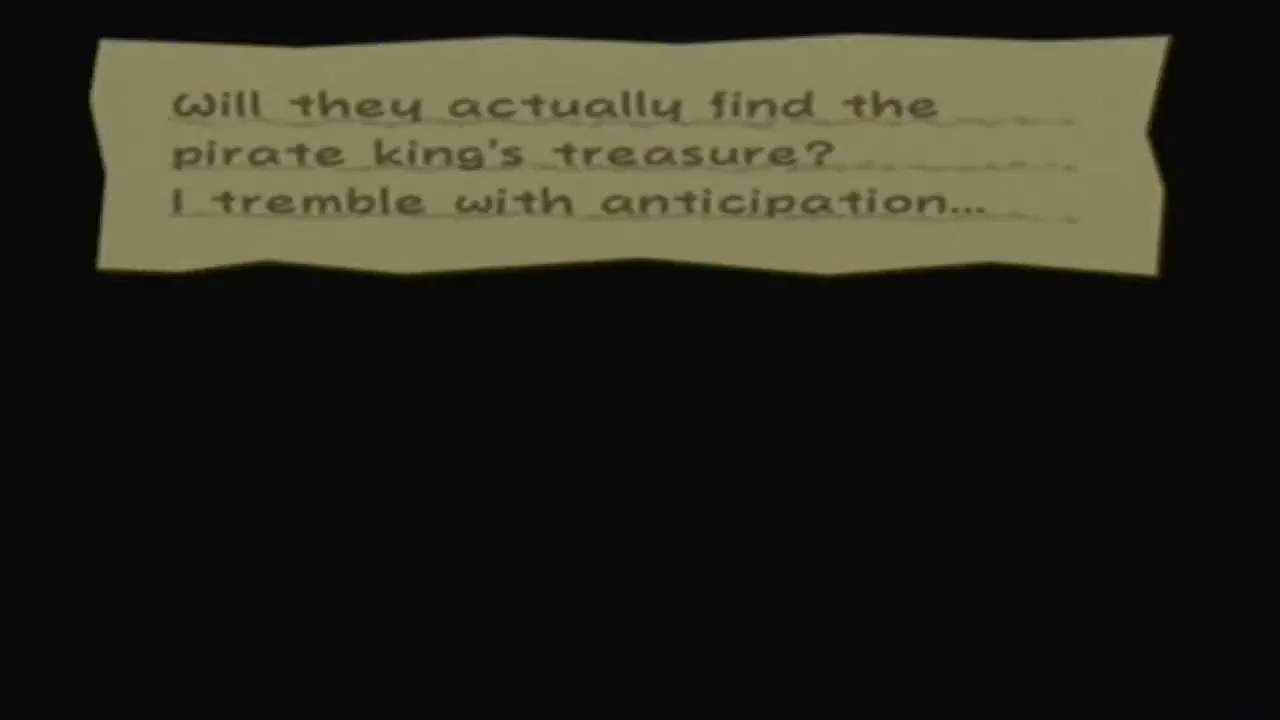 Will they actually find the
pirate king's treasure?
I tremble with anticipation...